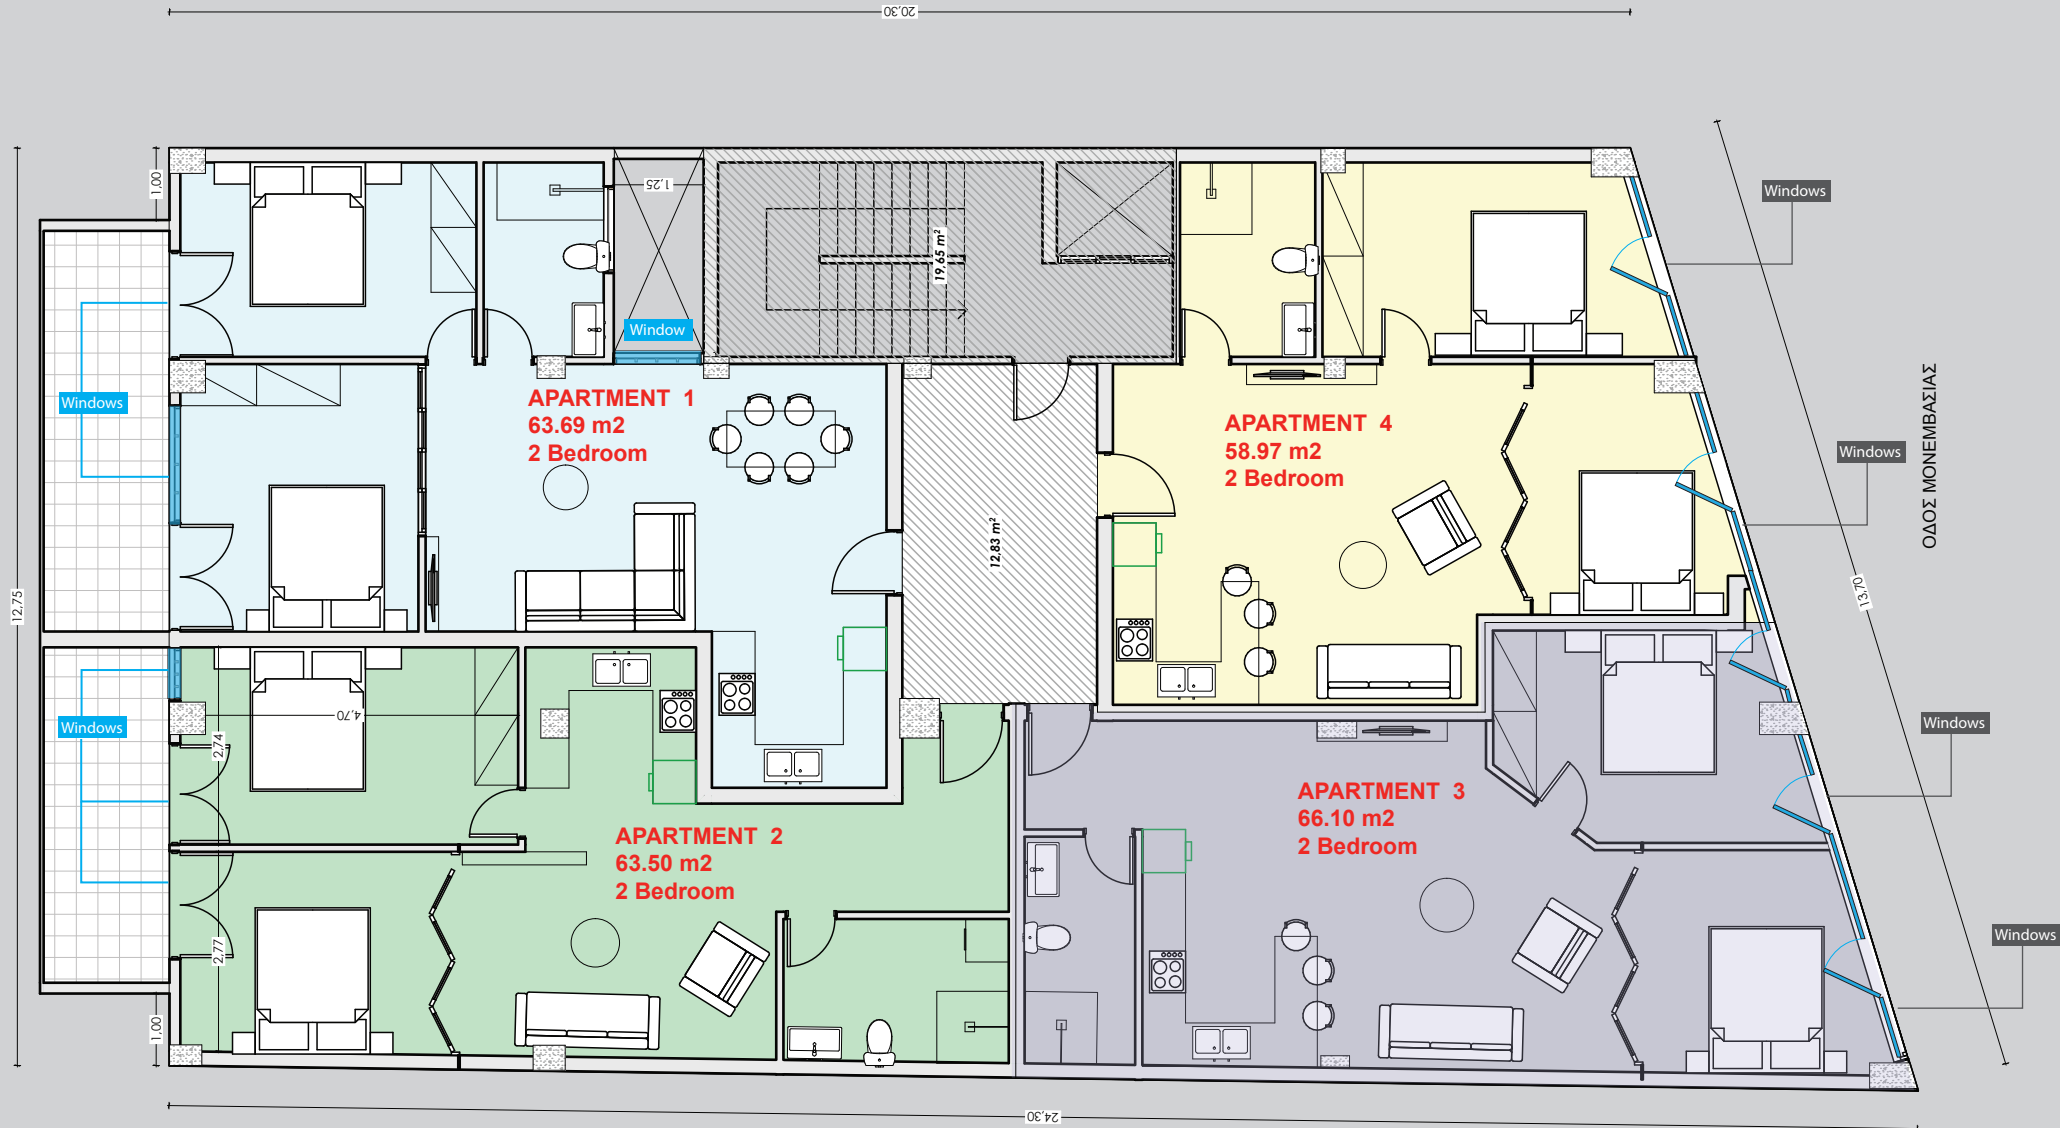 20,30
1,00
1,25
Windows
19,65 m²
Window
APARTMENT 1
63.69 m2
2 Bedroom
Windows
APARTMENT 4
58.97 m2
2 Bedroom
Windows
ΟΔΟΣ ΜΟΝΕΜΒΑΣΙΑΣ
12,83 m²
12,75
13,70
4,70
2,74
Windows
Windows
APARTMENT 3
66.10 m2
2 Bedroom
APARTMENT 2
63.50 m2
2 Bedroom
2,77
Windows
1,00
24,30